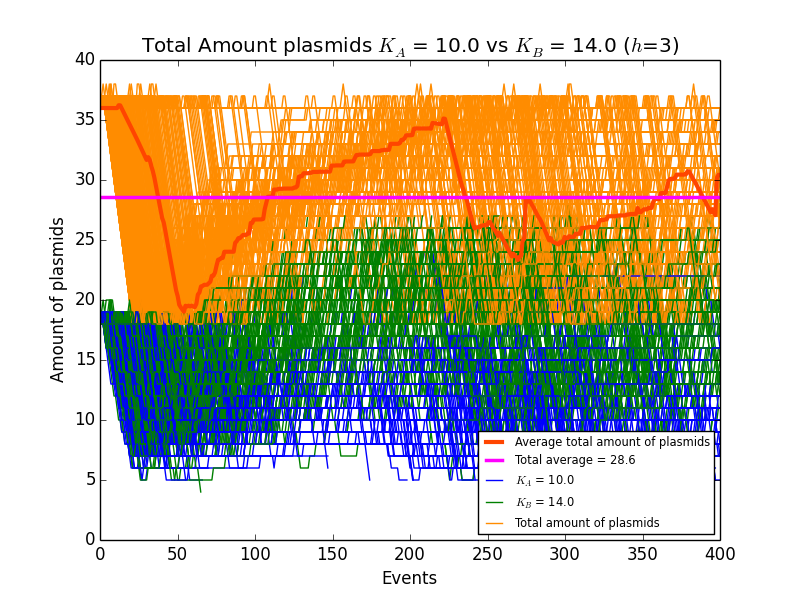 Total Amount plasmids K_A = 10.0 vs K_B = 14.0 (h=3)
40
35
30
25
20
15
10
5
0
Amount of plasmids
Average total amount of plasmids
Total average = 28.6
K_A = 10.0
K_B = 14.0
Total amount of plasmids
0 50 100 150 200 250 300 350 400
Events